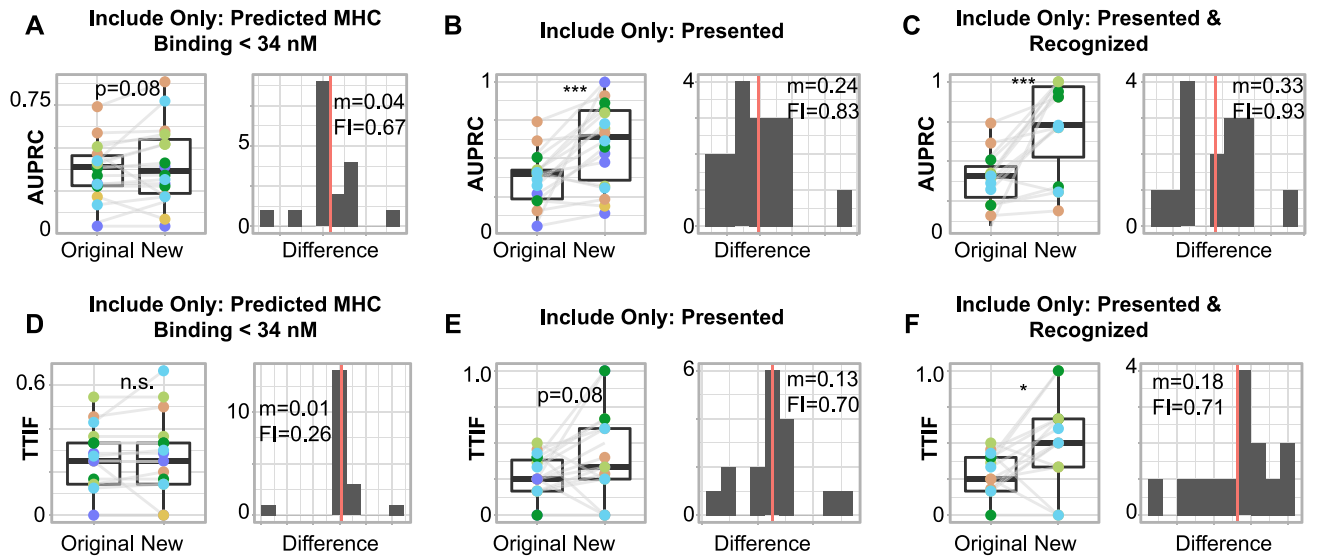 A
Include Only: Predicted MHC
Binding < 34 nM
AUPRC
0.75
0
p=0.08
Original New
5
0
m=0.04
FI=0.67
Difference
B
Include Only: Presented
AUPRC
1
0
***
Original New
4
2
0
m=0.24
FI=0.83
Difference
C
Include Only: Presented &
Recognized
AUPRC
1
0
***
Original New
4
2
0
m=0.33
FI=0.93
Difference
D
Include Only: Predicted MHC
Binding < 34 nM
TTIF
0.6
0
n.s.
Original New
10
0
m=0.01
FI=0.26
Difference
E
Include Only: Presented
TTIF
1.0
0
p=0.08
Original New
6
3
0
m=0.13
FI=0.70
Difference
F
Include Only: Presented &
Recognized
TTIF
1.0
0
*
Original New
4
2
0
m=0.18
FI=0.71
Difference